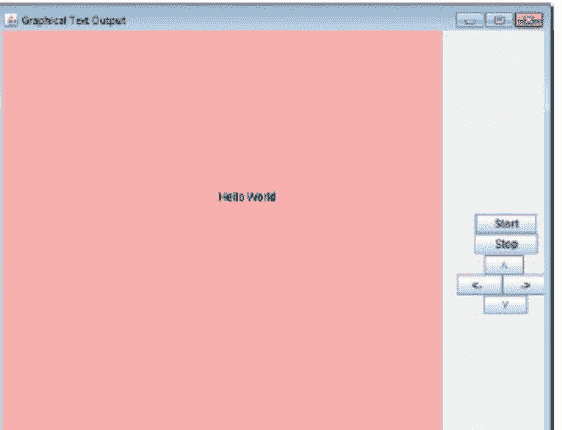 Graphical Text Output
Hello World
Start
Stop
^
<- ->
v